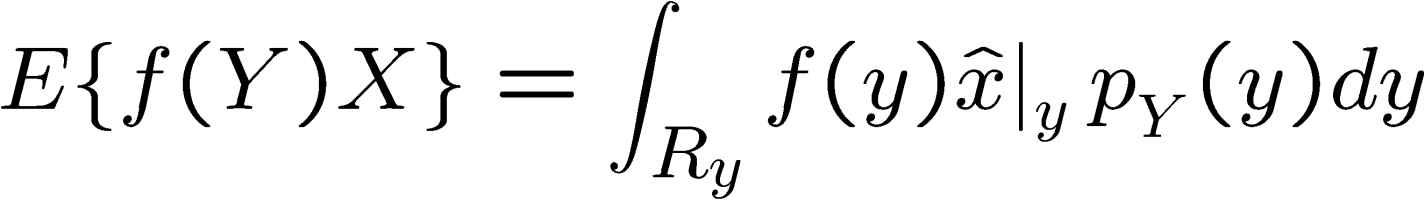 E{f(Y)X} = ∫_{R_y} f(y)x̂|_y p_Y(y)dy